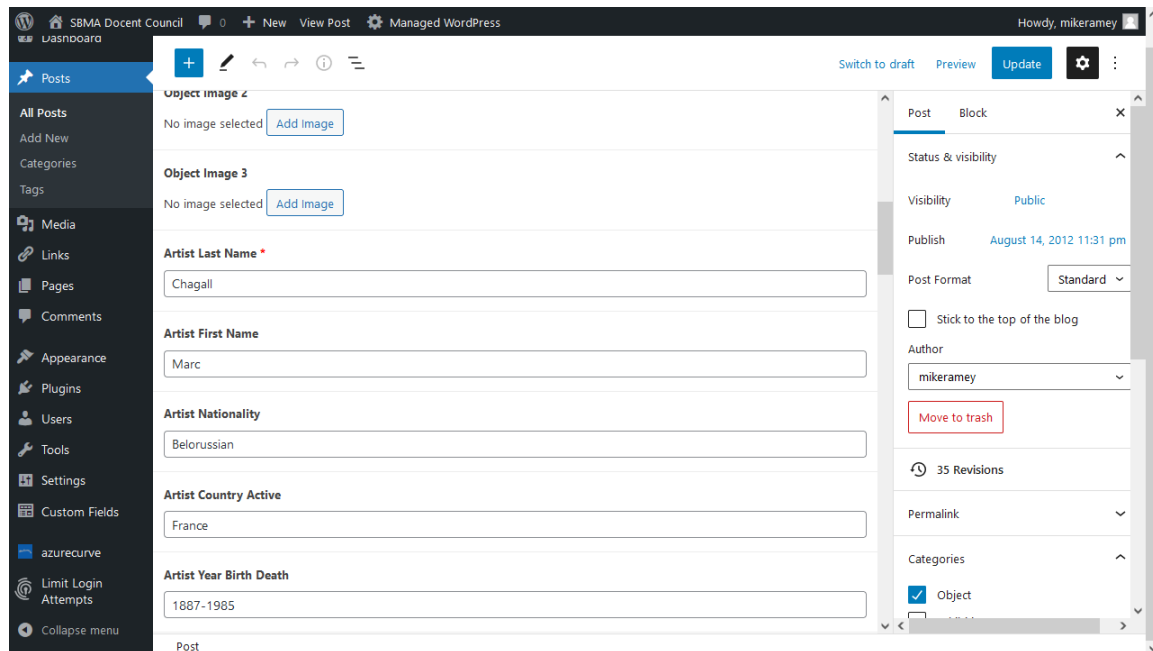 SBMA Docent Council 0 New View Post Managed WordPress Howdy, mikeramey
Dashboard
Posts
All Posts
Add New
Categories
Tags
Media
Links
Pages
Comments
Appearance
Plugins
Users
Tools
Settings
Custom Fields
azurecurve
Limit Login
Attempts
Collapse menu
Switch to draft Preview Update
Object Image 2
No image selected Add Image
Object Image 3
No image selected Add Image
Artist Last Name *
Chagall
Artist First Name
Marc
Artist Nationality
Belorussian
Artist Country Active
France
Artist Year Birth Death
1887-1985
Post
Post Block
Status & visibility
Visibility Public
Publish August 14, 2012 11:31 pm
Post Format Standard
Stick to the top of the blog
Author
mikeramey
Move to trash
35 Revisions
Permalink
Categories
Object